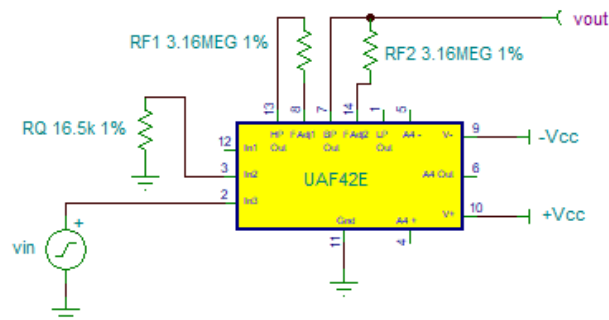 vout
RF1 3.16MEG 1%
RF2 3.16MEG 1%
RQ 16.5k 1%
13
8
7
14
1
5
HP Out
FAdj1
BP Out
FAdj2
LP Out
A4 -
V-
9
-Vcc
12
In1
3
In2
UAF42E
A4 Out
6
2
In3
V+
10
+Vcc
Gnd
A4 +
11
4
+
vin